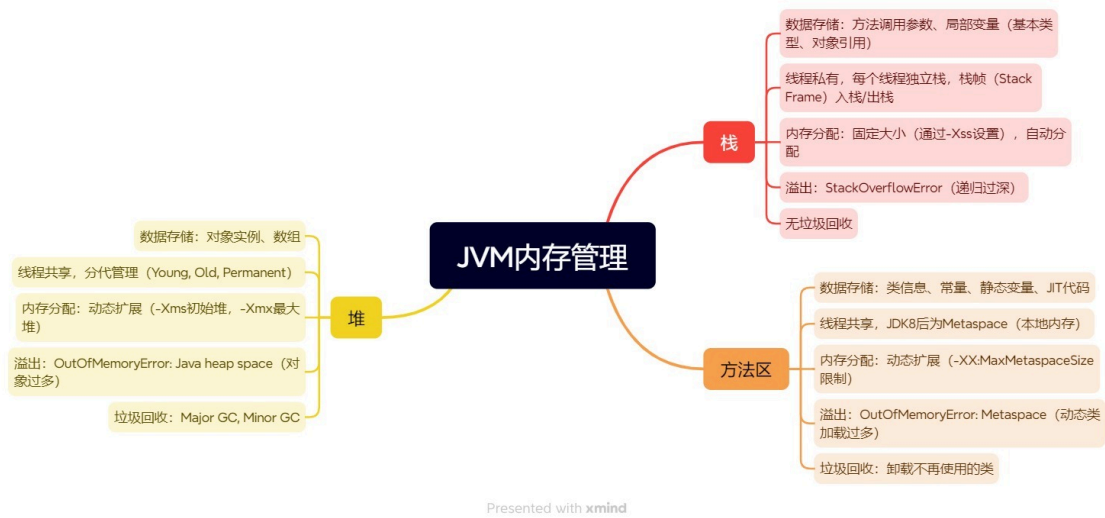 JVM内存管理
栈
数据存储：方法调用参数、局部变量（基本类
型、对象引用）
线程私有，每个线程独立栈，栈帧（Stack
Frame）入栈/出栈
内存分配：固定大小（通过-Xss设置），自动分
配
溢出：StackOverflowError（递归过深）
无垃圾回收
方法区
数据存储：类信息、常量、静态变量、JIT代码
线程共享，JDK8后为Metaspace（本地内存）
内存分配：动态扩展（-XX:MaxMetaspaceSize
限制）
溢出：OutOfMemoryError: Metaspace（动态类
加载过多）
垃圾回收：卸载不再使用的类
堆
数据存储：对象实例、数组
线程共享，分代管理（Young, Old, Permanent）
内存分配：动态扩展（-Xms初始堆，-Xmx最大
堆）
溢出：OutOfMemoryError: Java heap space（对
象过多）
垃圾回收：Major GC, Minor GC
Presented with xmind